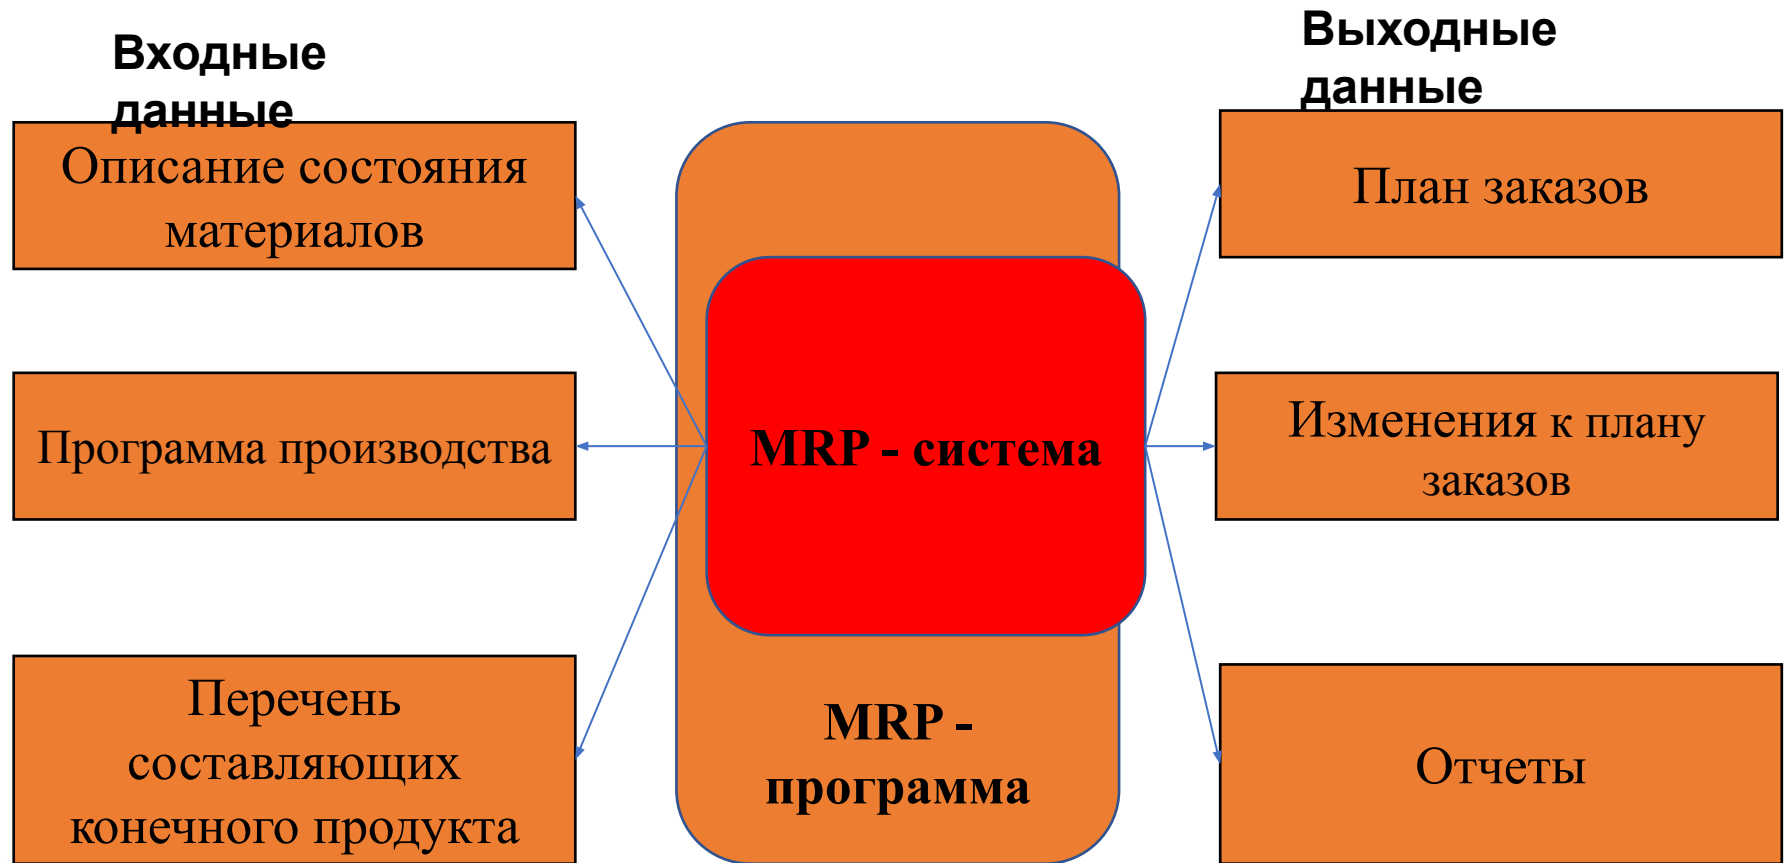 Входные
данные
Описание состояния
материалов
Программа производства
Перечень
составляющих
конечного продукта
MRP - система
MRP -
программа
Выходные
данные
План заказов
Изменения к плану
заказов
Отчеты